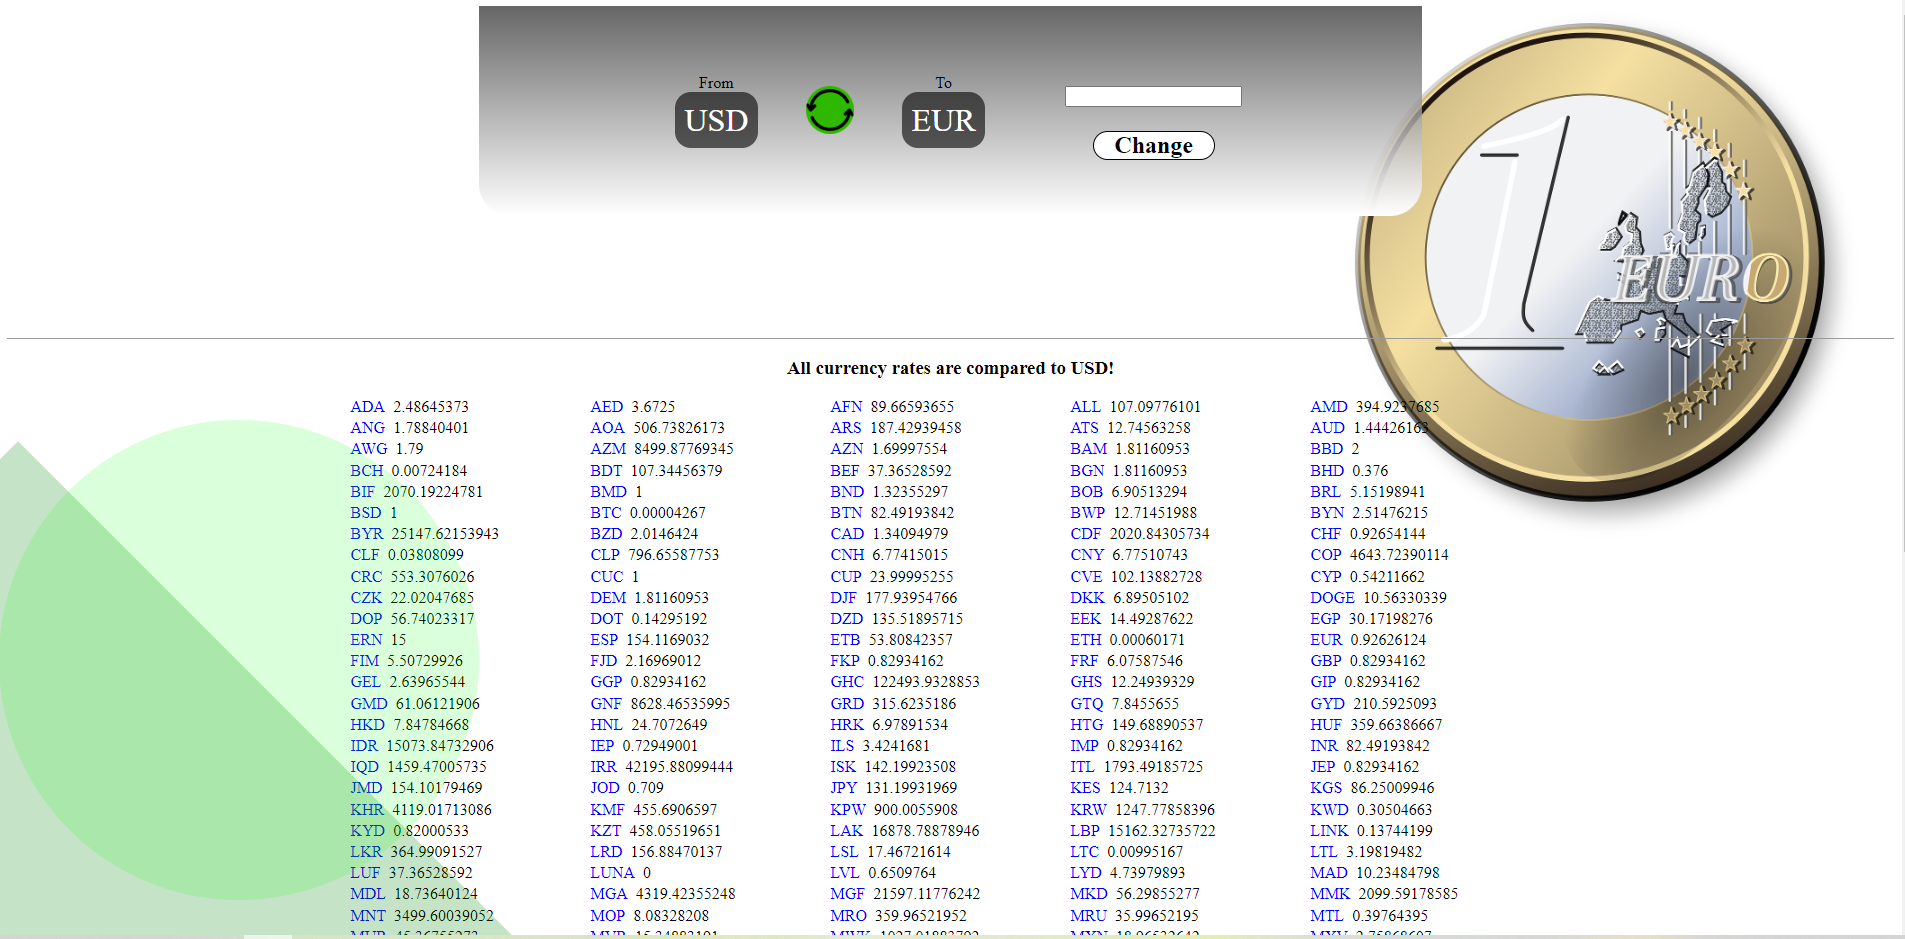 From To
USD EUR
Change
1
EURO
All currency rates are compared to USD!
ADA 2.48645373 AED 3.6725 AFN 89.66593655 ALL 107.09776101 AMD 394.9237685
ANG 1.78840401 AOA 506.73826173 ARS 187.42939458 ATS 12.74563258 AUD 1.44426163
AWG 1.79 AZM 8499.87769345 AZN 1.69997554 BAM 1.81160953 BBD 2
BCH 0.00724184 BDT 107.34456379 BEF 37.36528592 BGN 1.81160953 BHD 0.376
BIF 2070.19224781 BMD 1 BND 1.32355297 BOB 6.90513294 BRL 5.15198941
BSD 1 BTC 0.00004267 BTN 82.49193842 BWP 12.71451988 BYN 2.51476215
BYR 25147.62153943 BZD 2.0146424 CAD 1.34094979 CDF 2020.84305734 CHF 0.92654144
CLF 0.03808099 CLP 796.65587753 CNH 6.77415015 CNY 6.77510743 COP 4643.72390114
CRC 553.3076026 CUC 1 CUP 23.99995255 CVE 102.13882728 CYP 0.54211662
CZK 22.02047685 DEM 1.81160953 DJF 177.93954766 DKK 6.89505102 DOGE 10.56330339
DOP 56.74023317 DOT 0.14295192 DZD 135.51895715 EEK 14.49287622 EGP 30.17198276
ERN 15 ESP 154.1169032 ETB 53.80842357 ETH 0.00060171 EUR 0.92626124
FIM 5.50729926 FJD 2.16969012 FKP 0.82934162 FRF 6.07587546 GBP 0.82934162
GEL 2.63965544 GGP 0.82934162 GHC 122493.9328853 GHS 12.24939329 GIP 0.82934162
GMD 61.06121906 GNF 8628.46535995 GRD 315.6235186 GTQ 7.8455655 GYD 210.5925093
HKD 7.84784668 HNL 24.7072649 HRK 6.97891534 HTG 149.68890537 HUF 359.66386667
IDR 15073.84732906 IEP 0.72949001 ILS 3.4241681 IMP 0.82934162 INR 82.49193842
IQD 1459.47005735 IRR 42195.88099444 ISK 142.19923508 ITL 1793.49185725 JEP 0.82934162
JMD 154.10179469 JOD 0.709 JPY 131.19931969 KES 124.7132 KGS 86.25009946
KHR 4119.01713086 KMF 455.6906597 KPW 900.0055908 KRW 1247.77858396 KWD 0.30504663
KYD 0.82000533 KZT 458.05519651 LAK 16878.78878946 LBP 15162.32735722 LINK 0.13744199
LKR 364.99091527 LRD 156.88470137 LSL 17.46721614 LTC 0.00995167 LTL 3.19819482
LUF 37.36528592 LUNA 0 LVL 0.6509764 LYD 4.73979893 MAD 10.23484798
MDL 18.73640124 MGA 4319.42355248 MGF 21597.11776242 MKD 56.29855277 MMK 2099.59178585
MNT 3499.60039052 MOP 8.08328208 MRO 359.96521952 MRU 35.99652195 MTL 0.39764395